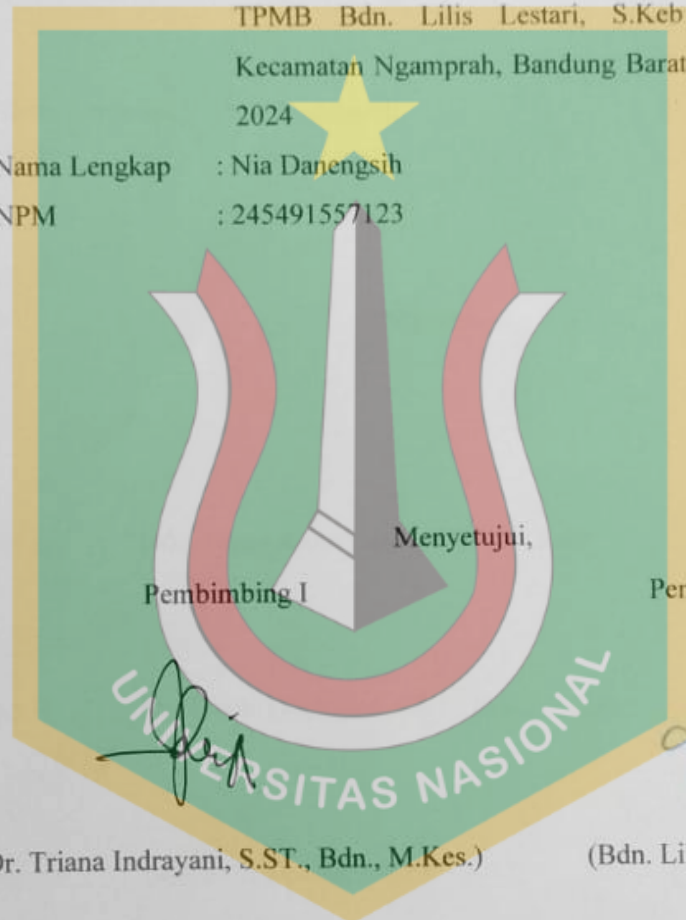 TPMB Bdn. Lilis Lestari, S.Keb
Kecamatan Ngamprah, Bandung Barat
2024
Nama Lengkap : Nia Danengsih
NPM : 245491557123
Menyetujui,
Pembimbing I Pem
UNIVERSITAS NASIONAL
Dr. Triana Indrayani, S.ST., Bdn., M.Kes.) (Bdn. Li